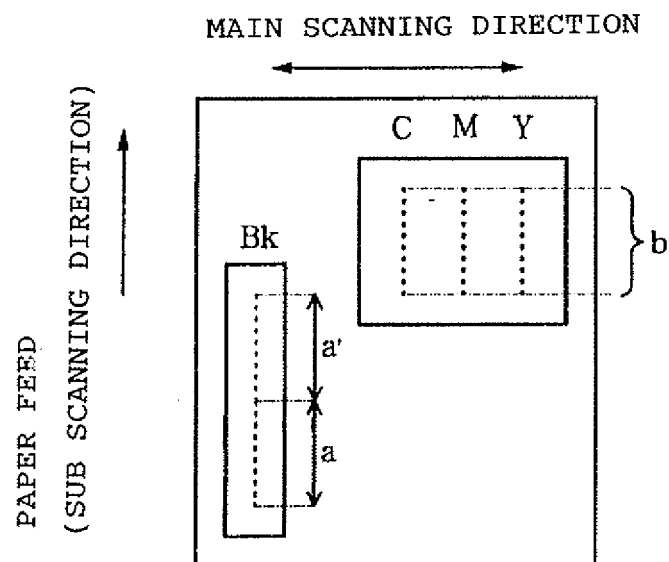 MAIN SCANNING DIRECTION
PAPER FEED
(SUB SCANNING DIRECTION)
C M Y
Bk
b
a'
a